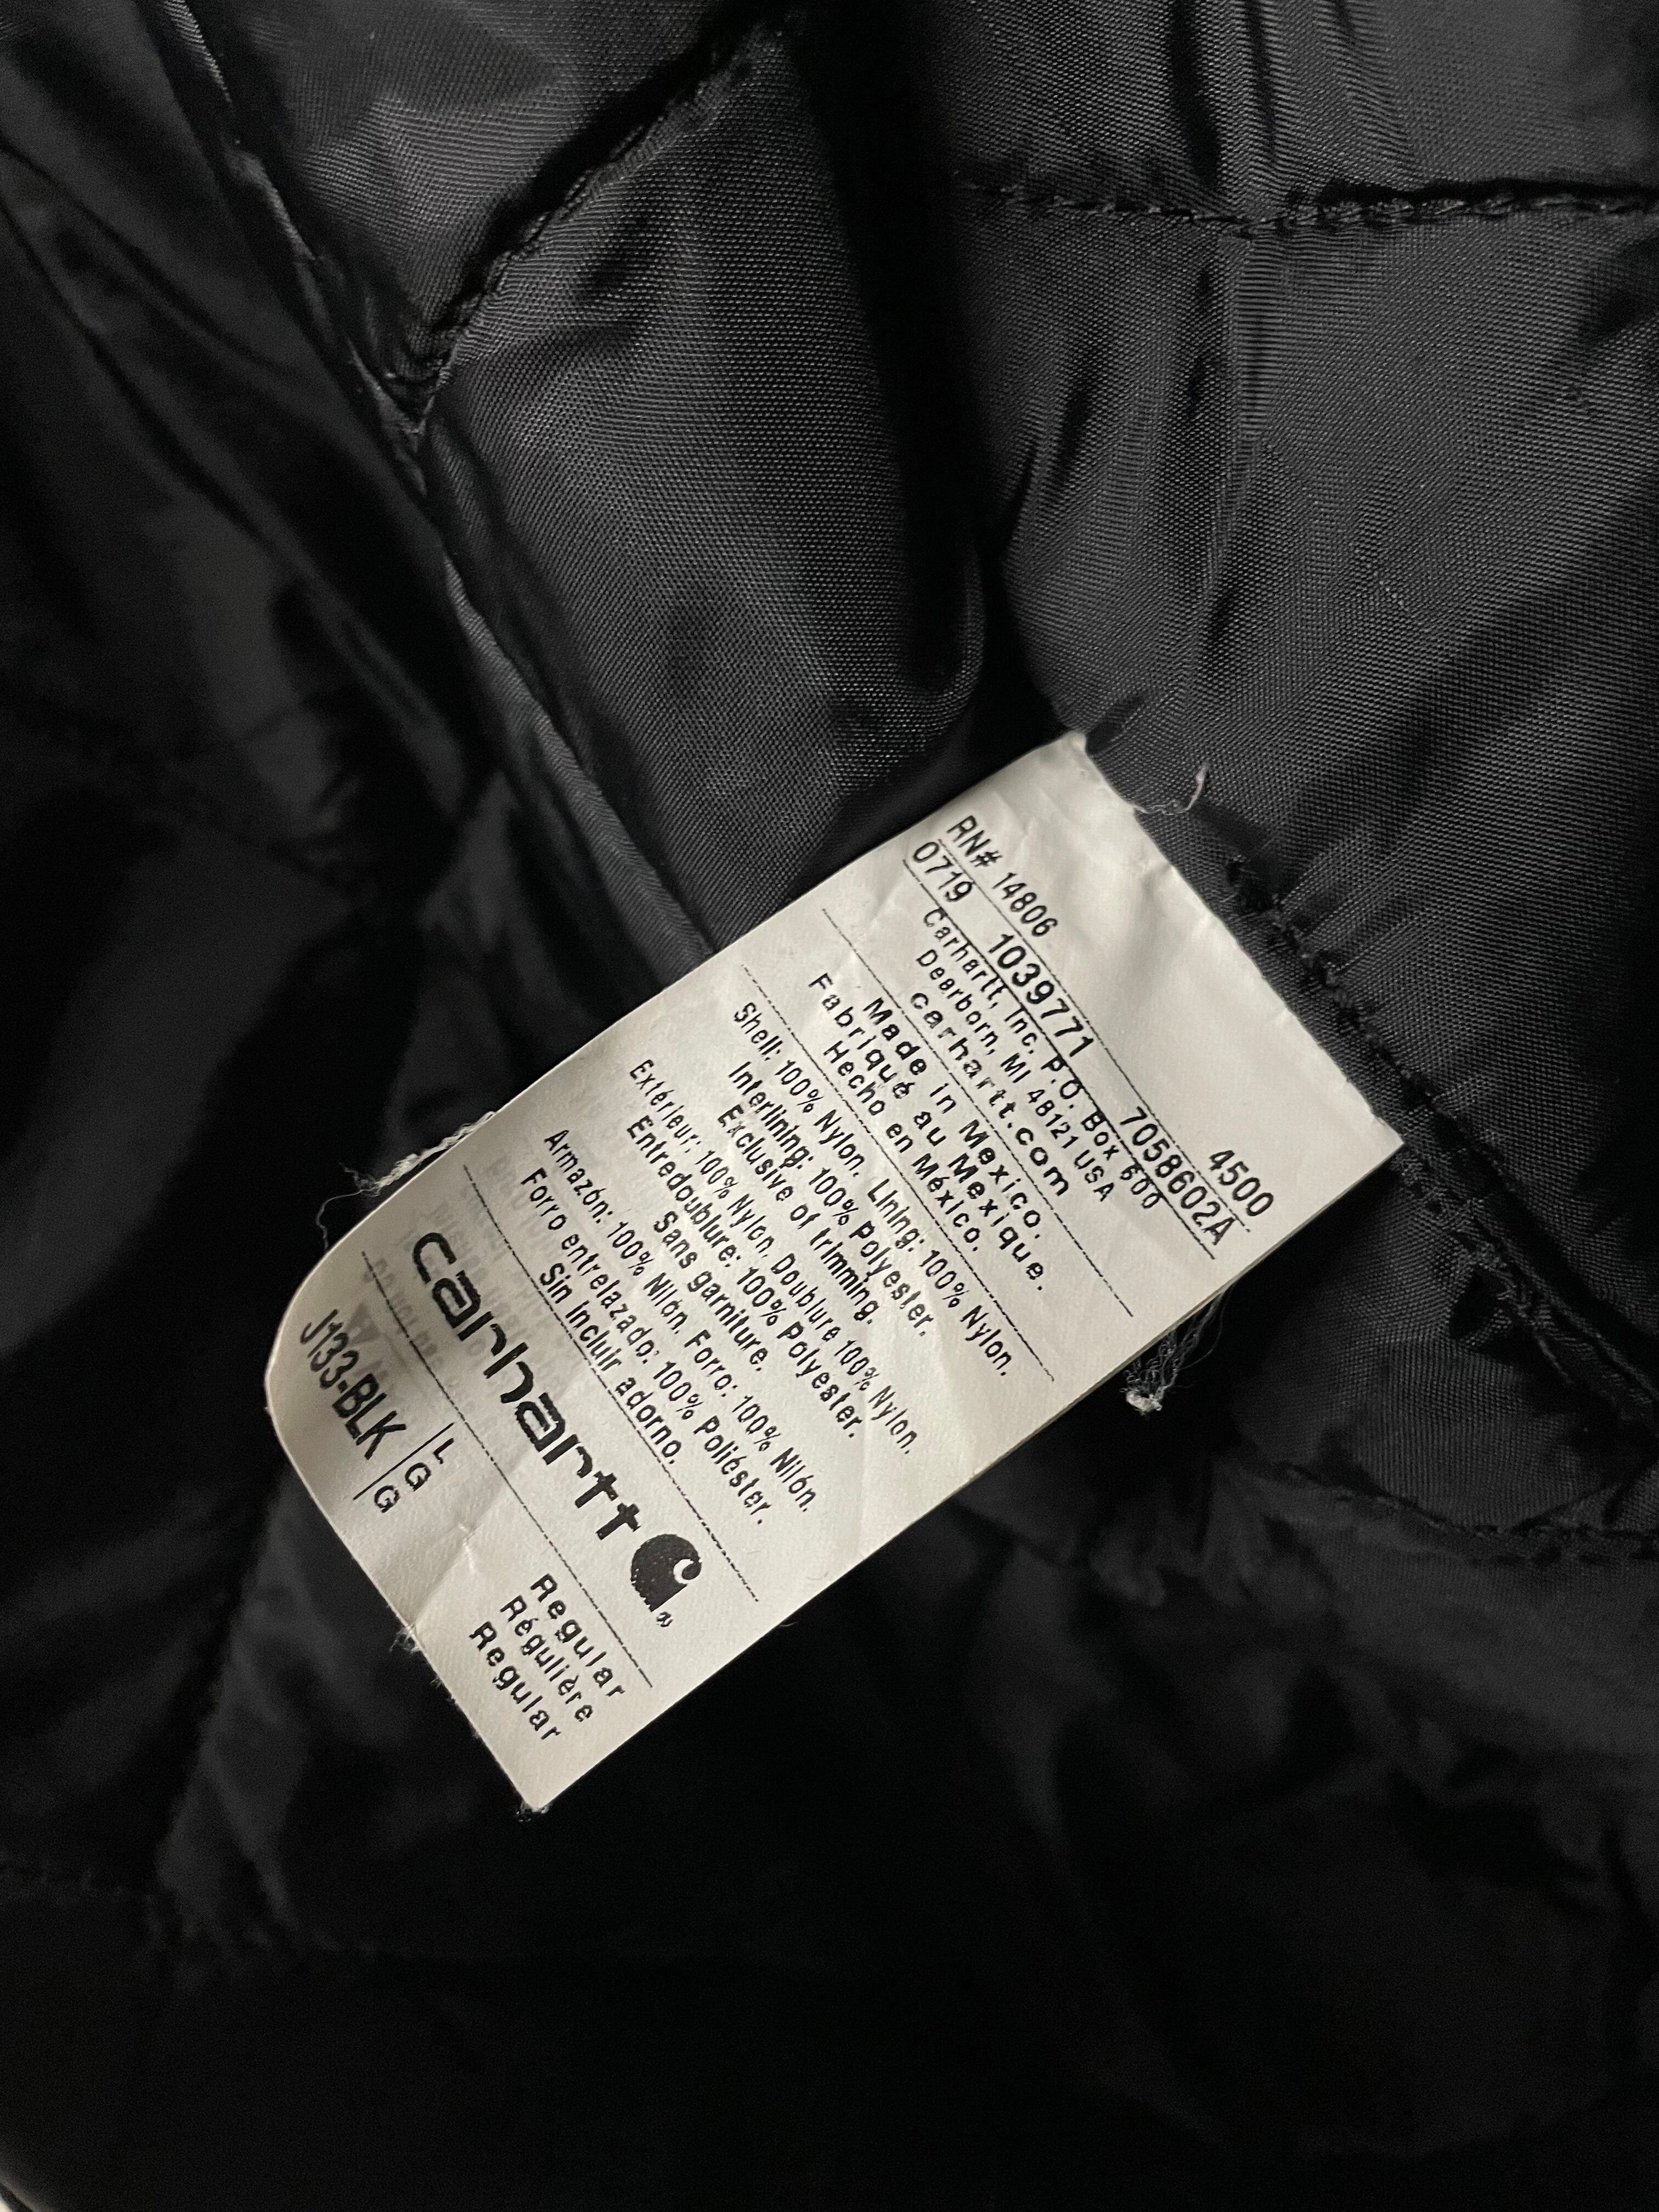 RN# 14806 4500
0719 1039771 7058602A
Carhartt, Inc. P.O. Box 600
Dearborn, MI 48121 USA
carhartt.com
Made in Mexico.
Fabriqué au Mexique.
Hecho en México.
Shell: 100% Nylon. Lining: 100% Nylon.
Interlining: 100% Polyester.
Exclusive of trimming.
Extérieur: 100% Nylon. Doublure 100% Nylon.
Entredoublure: 100% Polyester.
Sans garniture.
Armazón: 100% Nilón. Forro: 100% Nilón.
Forro entrelazado: 100% Poliéster.
Sin Incluir adorno.
carhartt
J133-BLK
L
G
G
Regular
Régulière
Regular